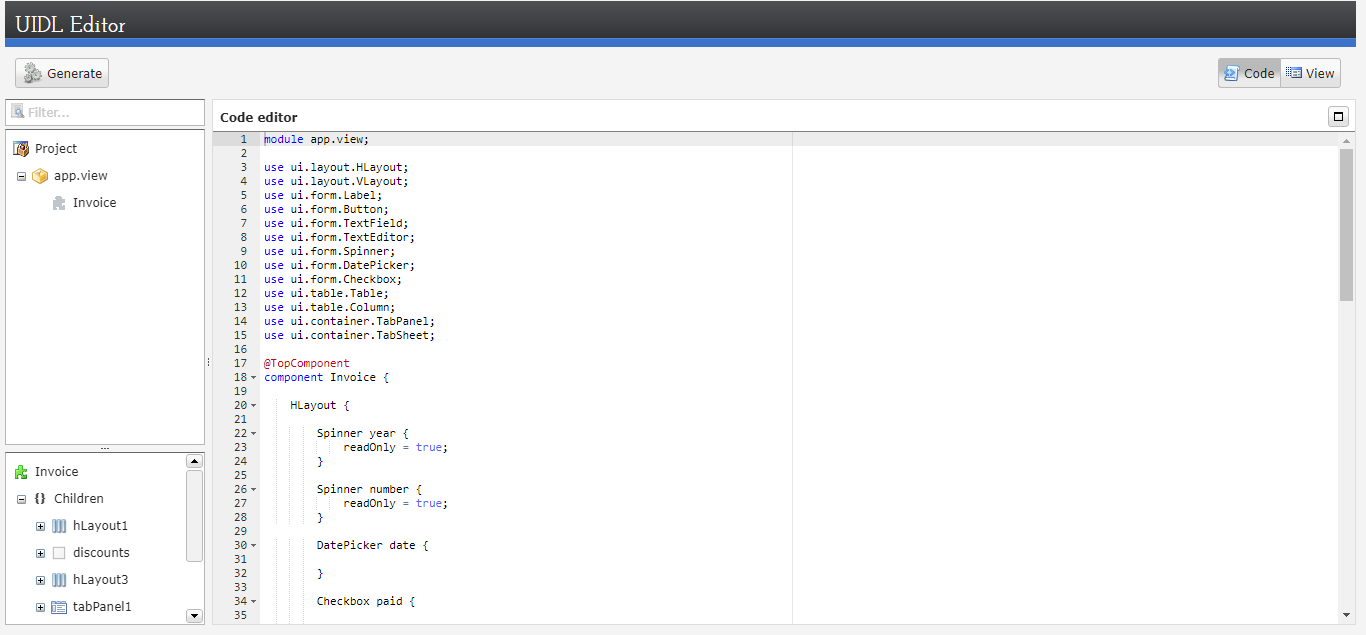 UIDL Editor
Generate
Code
View
Filter...
Project
app.view
Invoice
Invoice
{} Children
hLayout1
discounts
hLayout3
tabPanel1
Code editor
1 module app.view;
2
3 use ui.layout.HLayout;
4 use ui.layout.VLayout;
5 use ui.form.Label;
6 use ui.form.Button;
7 use ui.form.TextField;
8 use ui.form.TextEditor;
9 use ui.form.Spinner;
10 use ui.form.DatePicker;
11 use ui.form.Checkbox;
12 use ui.table.Table;
13 use ui.table.Column;
14 use ui.container.TabPanel;
15 use ui.container.TabSheet;
16
17 @TopComponent
18 component Invoice {
19
20 HLayout {
21
22 Spinner year {
23 readOnly = true;
24 }
25
26 Spinner number {
27 readOnly = true;
28 }
29
30 DatePicker date {
31
32 }
33
34 Checkbox paid {
35